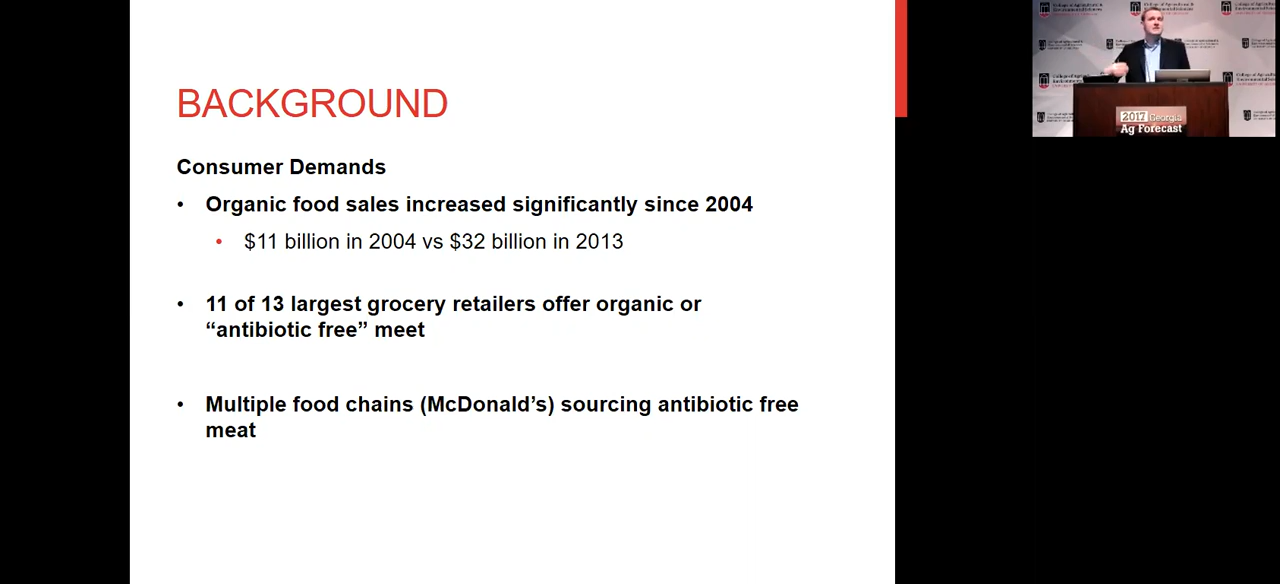 BACKGROUND
Consumer Demands
• Organic food sales increased significantly since 2004
• $11 billion in 2004 vs $32 billion in 2013
• 11 of 13 largest grocery retailers offer organic or
“antibiotic free” meet
• Multiple food chains (McDonald’s) sourcing antibiotic free
meat
2017 Georgia
Ag Forecast